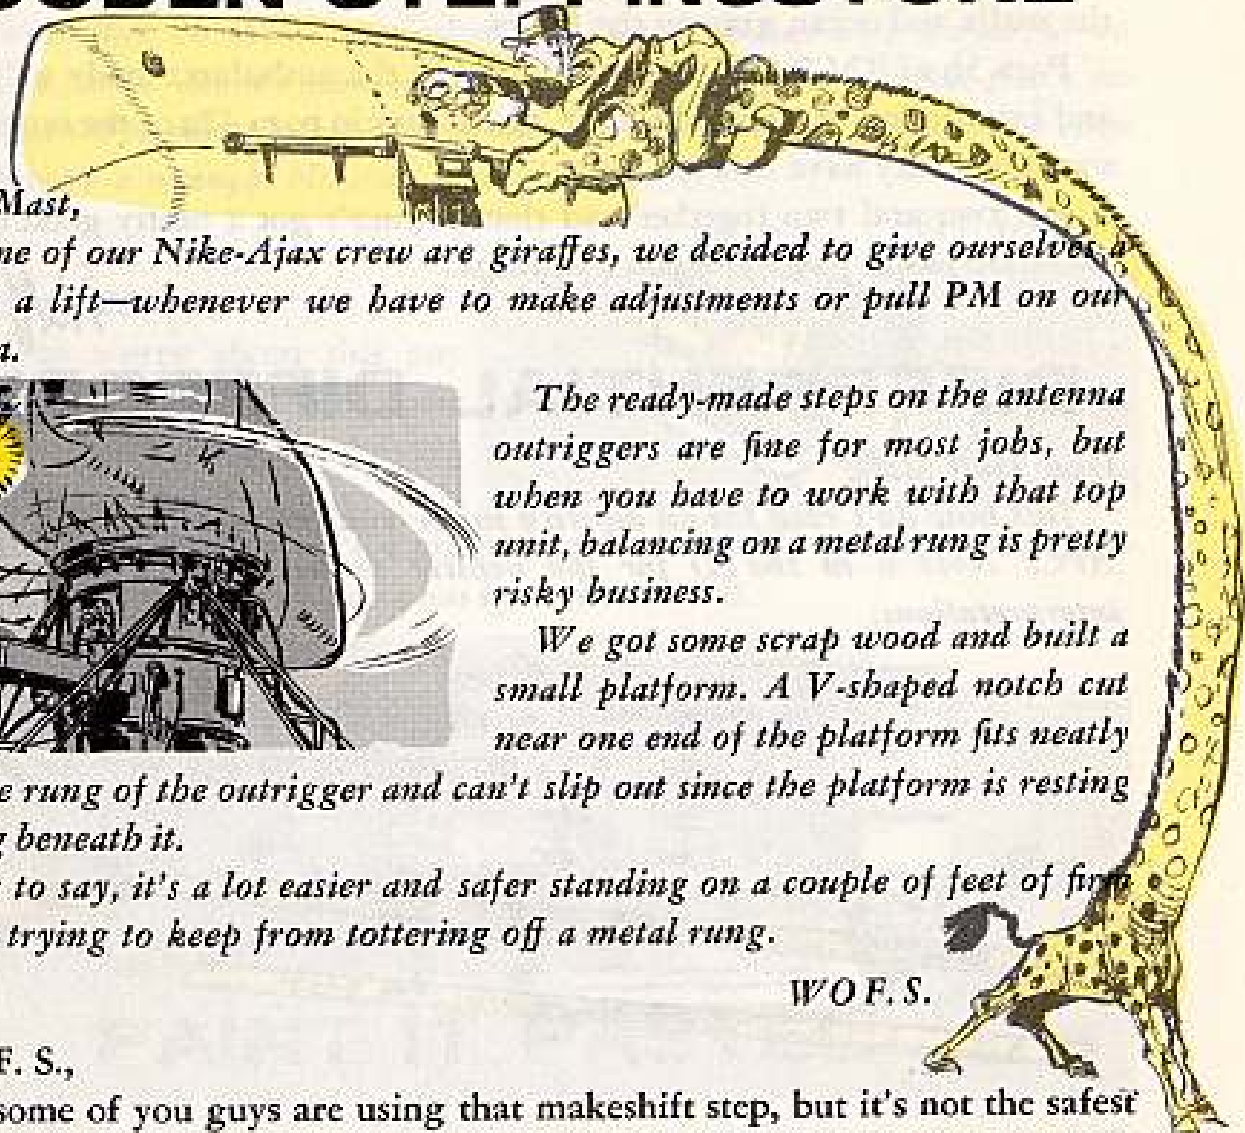 Mast,
ne of our Nike-Ajax crew are giraffes, we decided to give ourselves a
a lift—whenever we have to make adjustments or pull PM on our
a.
The ready-made steps on the antenna
outriggers are fine for most jobs, but
when you have to work with that top
unit, balancing on a metal rung is pretty
risky business.
We got some scrap wood and built a
small platform. A V-shaped notch cut
near one end of the platform fits neatly
e rung of the outrigger and can't slip out since the platform is resting
g beneath it.
to say, it's a lot easier and safer standing on a couple of feet of firm
trying to keep from tottering off a metal rung.
WO F. S.
F. S.,
some of you guys are using that makeshift step, but it's not the safest